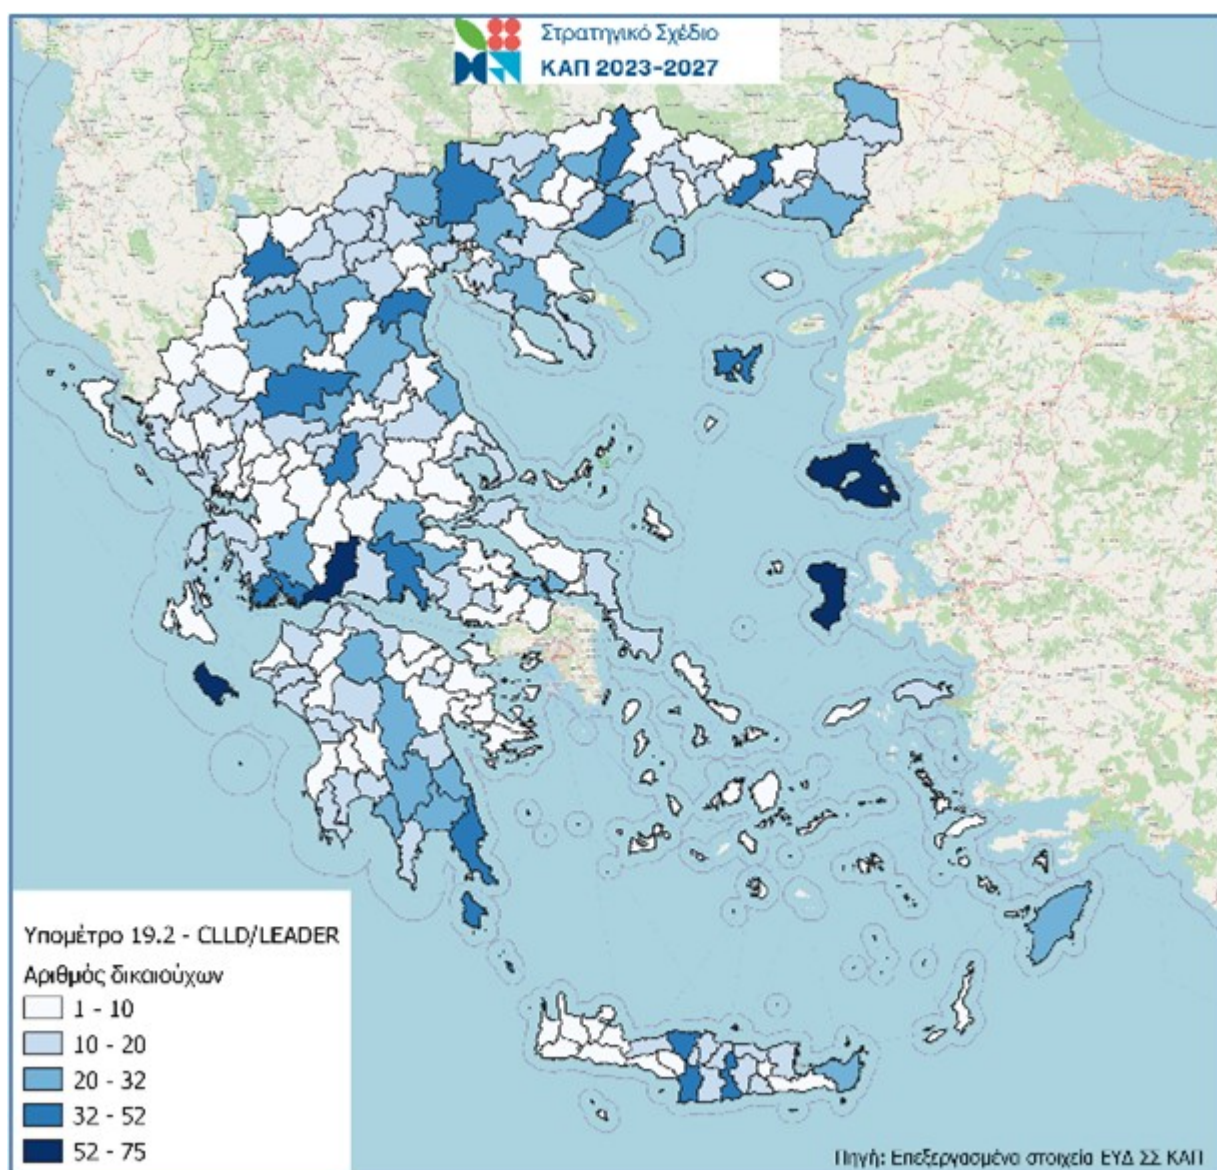 Στρατηγικό Σχέδιο
ΚΑΠ 2023-2027
Υπομέτρο 19.2 - CLLD/LEADER
Αριθμός δικαιούχων
1 - 10
10 - 20
20 - 32
32 - 52
52 - 75
Πηγή: Επεξεργασμένα στοιχεία ΕΥΔ ΣΣ ΚΑΠ